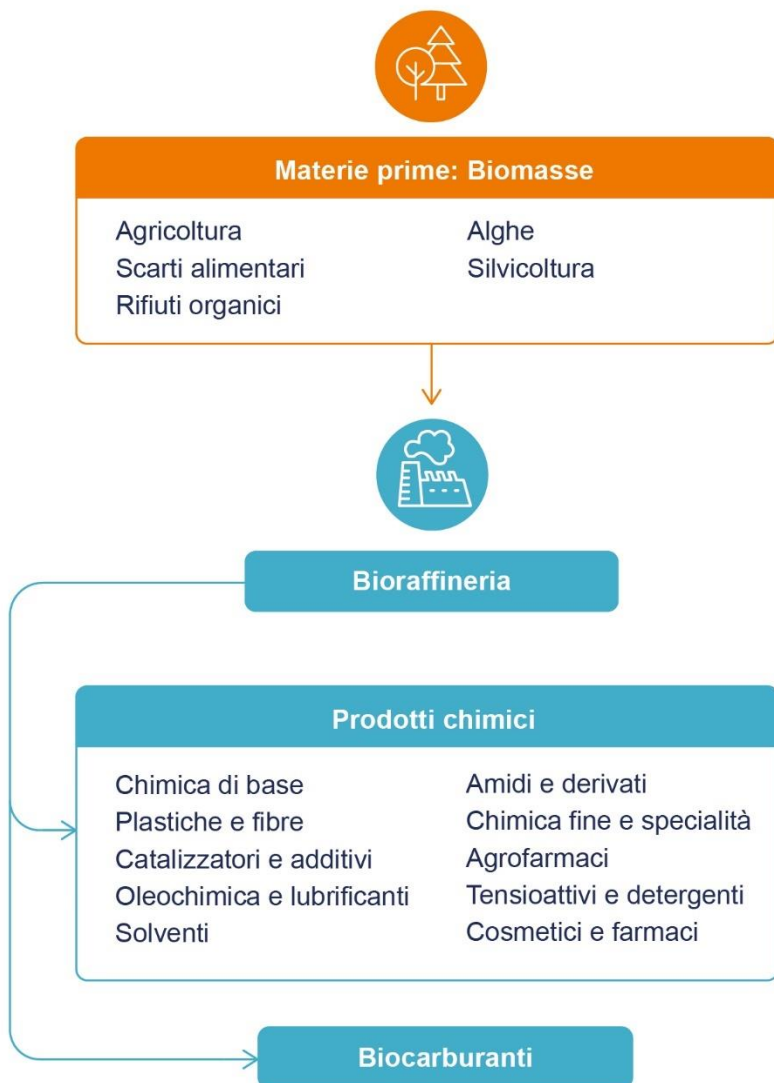 Materie prime: Biomasse
Agricoltura
Scarti alimentari
Rifiuti organici
Alghe
Silvicoltura
Bioraffineria
Prodotti chimici
Chimica di base
Plastiche e fibre
Catalizzatori e additivi
Oleochimica e lubrificanti
Solventi
Amidi e derivati
Chimica fine e specialità
Agrofarmaci
Tensioattivi e detergenti
Cosmetici e farmaci
Biocarburanti